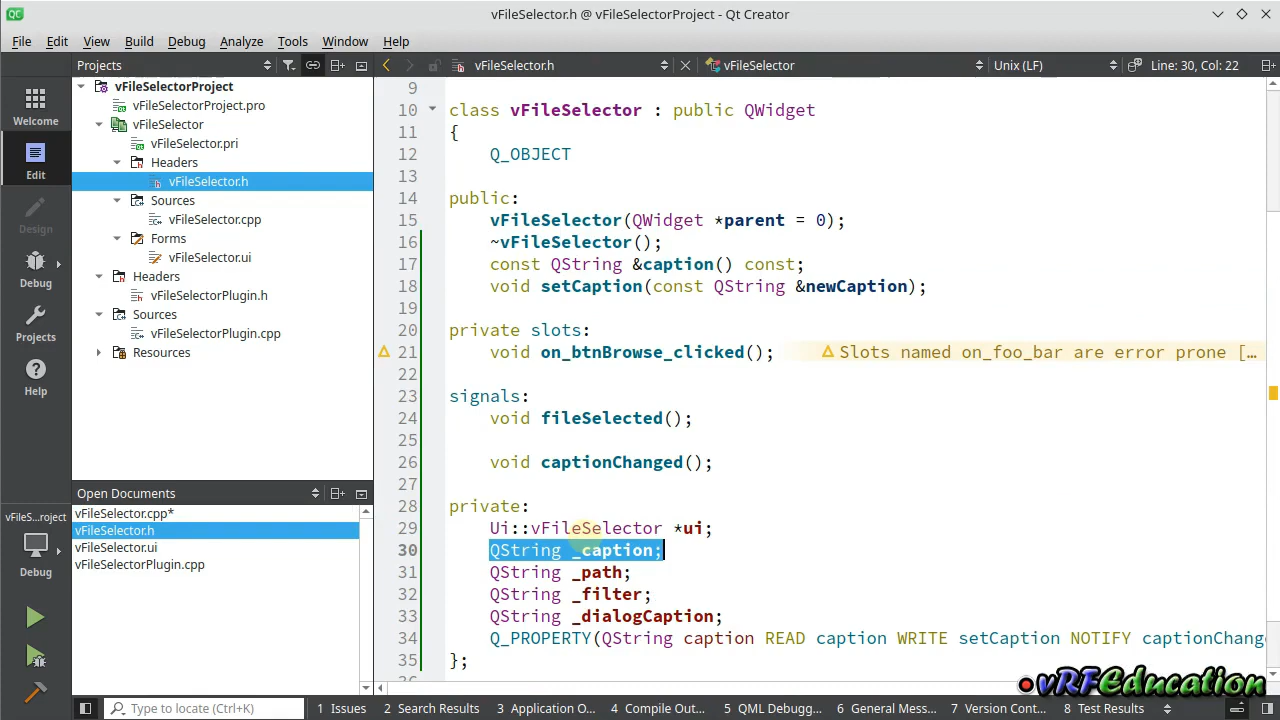 QC
vFileSelector.h @ vFileSelectorProject - Qt Creator
File Edit View Build Debug Analyze Tools Window Help
Projects
vFileSelector.h
vFileSelector
Unix (LF)
Line: 30, Col: 22
Welcome
Edit
Design
Debug
Projects
Help
vFileS...roject
Debug
vFileSelectorProject
vFileSelectorProject.pro
vFileSelector
vFileSelector.pri
Headers
vFileSelector.h
Sources
vFileSelector.cpp
Forms
vFileSelector.ui
Headers
vFileSelectorPlugin.h
Sources
vFileSelectorPlugin.cpp
Resources
Open Documents
vFileSelector.cpp*
vFileSelector.h
vFileSelector.ui
vFileSelectorPlugin.cpp
9
10 class vFileSelector : public QWidget
11 {
12 Q_OBJECT
13
14 public:
15 vFileSelector(QWidget *parent = 0);
16 ~vFileSelector();
17 const QString &caption() const;
18 void setCaption(const QString &newCaption);
19
20 private slots:
21 void on_btnBrowse_clicked(); Slots named on_foo_bar are error prone [...
22
23 signals:
24 void fileSelected();
25
26 void captionChanged();
27
28 private:
29 Ui::vFileSelector *ui;
30 QString _caption;
31 QString _path;
32 QString _filter;
33 QString _dialogCaption;
34 Q_PROPERTY(QString caption READ caption WRITE setCaption NOTIFY captionChange
35 };
vRFEducation
Type to locate (Ctrl+K)
1 Issues
2 Search Results
3 Application O...
4 Compile Out...
5 QML Debugg...
6 General Mes...
7 Version Cont...
8 Test Results